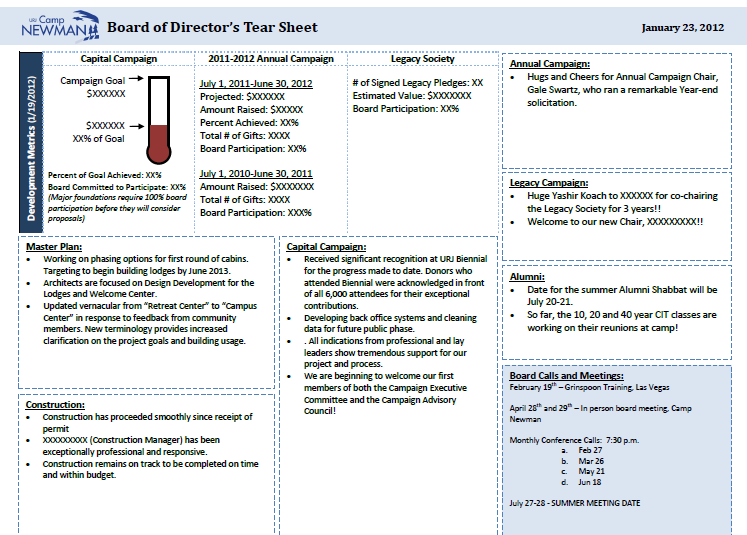 URJ Camp
NEWMAN
Board of Director's Tear Sheet
January 23, 2012
Development Metrics (1/19/2012)
Capital Campaign
Campaign Goal
$XXXXXX
$XXXXXX
XX% of Goal
Percent of Goal Achieved: XX%
Board Committed to Participate: XX%
(Major foundations require 100% board
participation before they will consider
proposals)
2011-2012 Annual Campaign
July 1, 2011-June 30, 2012
Projected: $XXXXXX
Amount Raised: $XXXXX
Percent Achieved: XX%
Total # of Gifts: XXXX
Board Participation: XX%
July 1, 2010-June 30, 2011
Amount Raised: $XXXXXXX
Total # of Gifts: XXXX
Board Participation: XXX%
Legacy Society
# of Signed Legacy Pledges: XX
Estimated Value: $XXXXXXX
Board Participation: XX%
Annual Campaign:
• Hugs and Cheers for Annual Campaign Chair,
Gale Swartz, who ran a remarkable Year-end
solicitation.
Legacy Campaign:
• Huge Yashir Koach to XXXXXX for co-chairing
the Legacy Society for 3 years!!
• Welcome to our new Chair, XXXXXXXXX!!
Alumni:
• Date for the summer Alumni Shabbat will be
July 20-21.
• So far, the 10, 20 and 40 year CIT classes are
working on their reunions at camp!
Master Plan:
• Working on phasing options for first round of cabins.
Targeting to begin building lodges by June 2013.
• Architects are focused on Design Development for the
Lodges and Welcome Center.
• Updated vernacular from "Retreat Center" to "Campus
Center" in response to feedback from community
members. New terminology provides increased
clarification on the project goals and building usage.
Construction:
• Construction has proceeded smoothly since receipt of
permit
• XXXXXXXXX (Construction Manager) has been
exceptionally professional and responsive.
• Construction remains on track to be completed on time
and within budget.
Capital Campaign:
• Received significant recognition at URJ Biennial
for the progress made to date. Donors who
attended Biennial were acknowledged in front
of all 6,000 attendees for their exceptional
contributions.
• Developing back office systems and cleaning
data for future public phase.
• . All indications from professional and lay
leaders show tremendous support for our
project and process.
• We are beginning to welcome our first
members of both the Campaign Executive
Committee and the Campaign Advisory
Council!
Board Calls and Meetings:
February 19th – Grinspoon Training, Las Vegas
April 28th and 29th – In person board meeting, Camp
Newman
Monthly Conference Calls: 7:30 p.m.
a. Feb 27
b. Mar 26
c. May 21
d. Jun 18
July 27-28 - SUMMER MEETING DATE